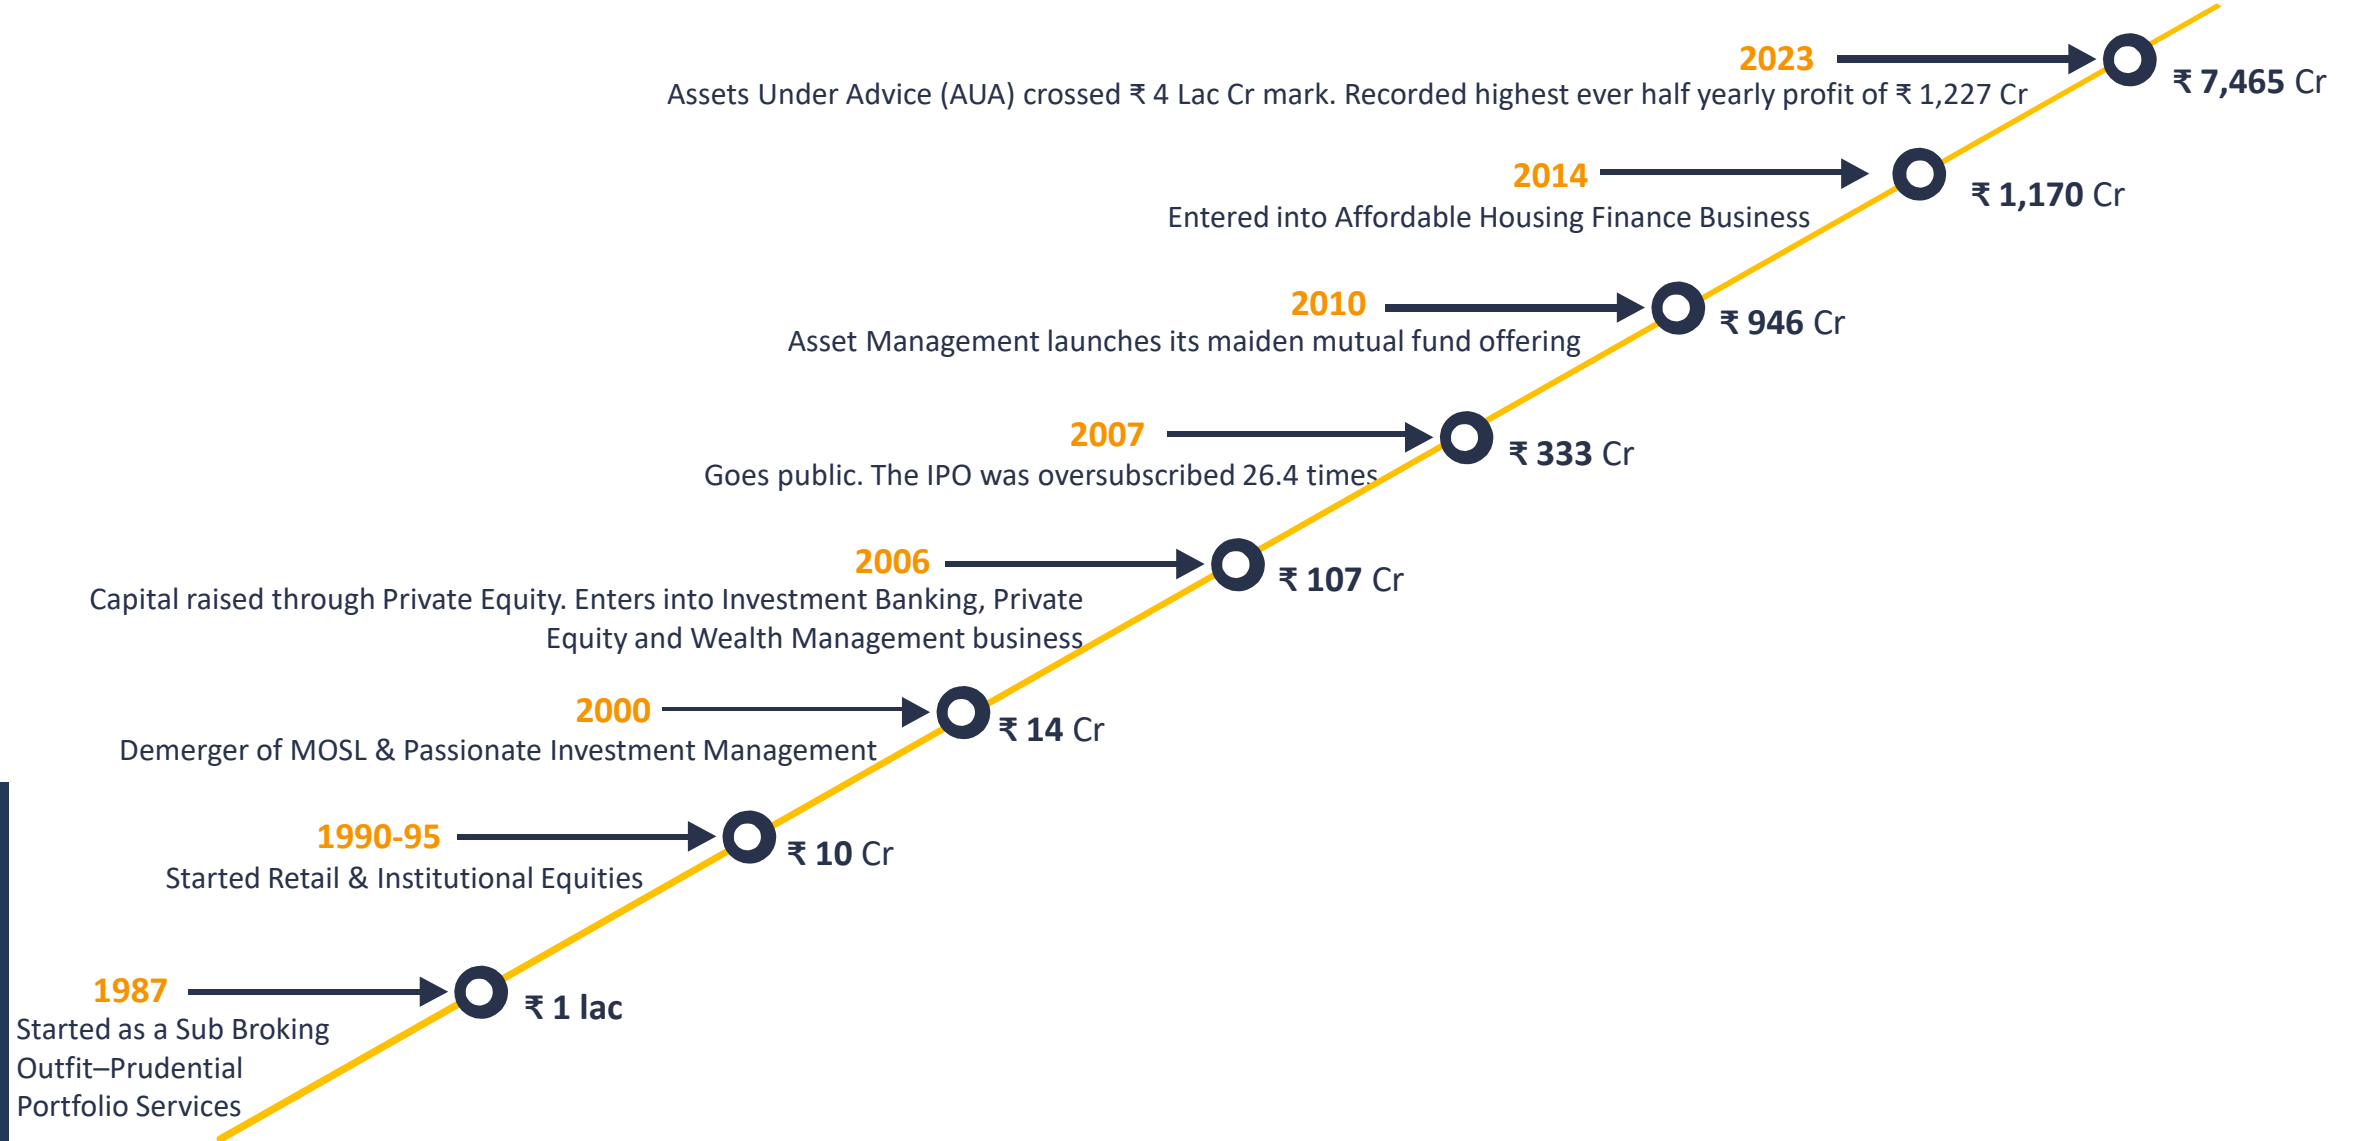 2023
₹ 7,465 Cr
Assets Under Advice (AUA) crossed ₹ 4 Lac Cr mark. Recorded highest ever half yearly profit of ₹ 1,227 Cr
2014
₹ 1,170 Cr
Entered into Affordable Housing Finance Business
2010
₹ 946 Cr
Asset Management launches its maiden mutual fund offering
2007
₹ 333 Cr
Goes public. The IPO was oversubscribed 26.4 times
2006
₹ 107 Cr
Capital raised through Private Equity. Enters into Investment Banking, Private
Equity and Wealth Management business
2000
₹ 14 Cr
Demerger of MOSL & Passionate Investment Management
1990-95
₹ 10 Cr
Started Retail & Institutional Equities
1987
₹ 1 lac
Started as a Sub Broking
Outfit–Prudential
Portfolio Services